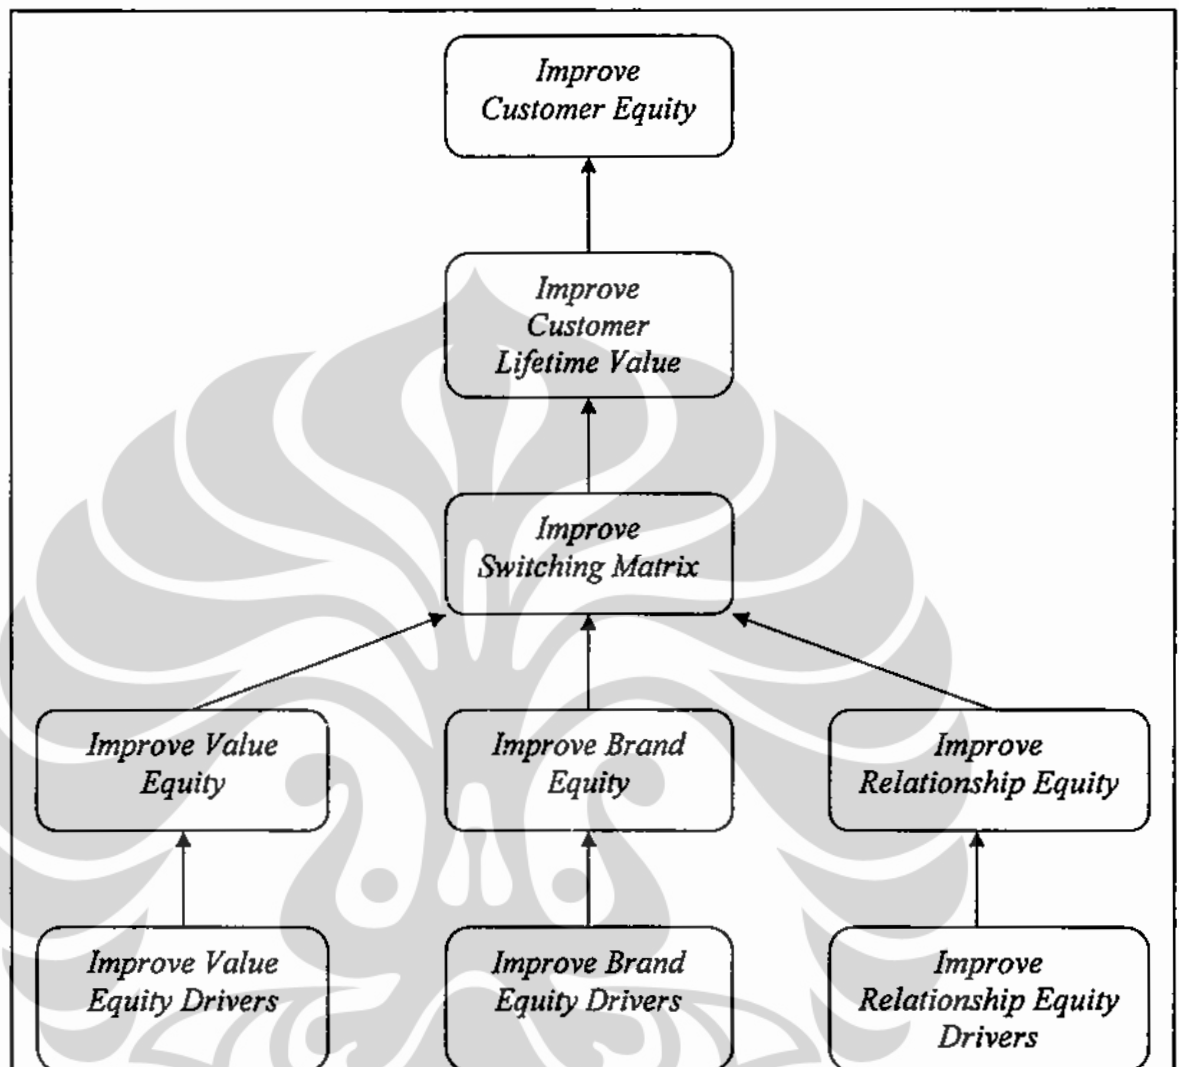 Improve
Customer Equity
Improve
Customer
Lifetime Value
Improve
Switching Matrix
Improve Value
Equity
Improve Brand
Equity
Improve
Relationship Equity
Improve Value
Equity Drivers
Improve Brand
Equity Drivers
Improve
Relationship Equity
Drivers